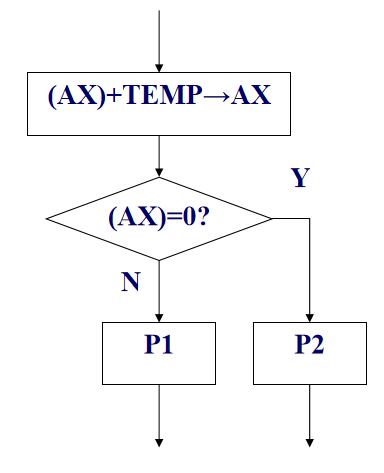 (AX)+TEMP→AX
Y
(AX)=0?
N
P1
P2